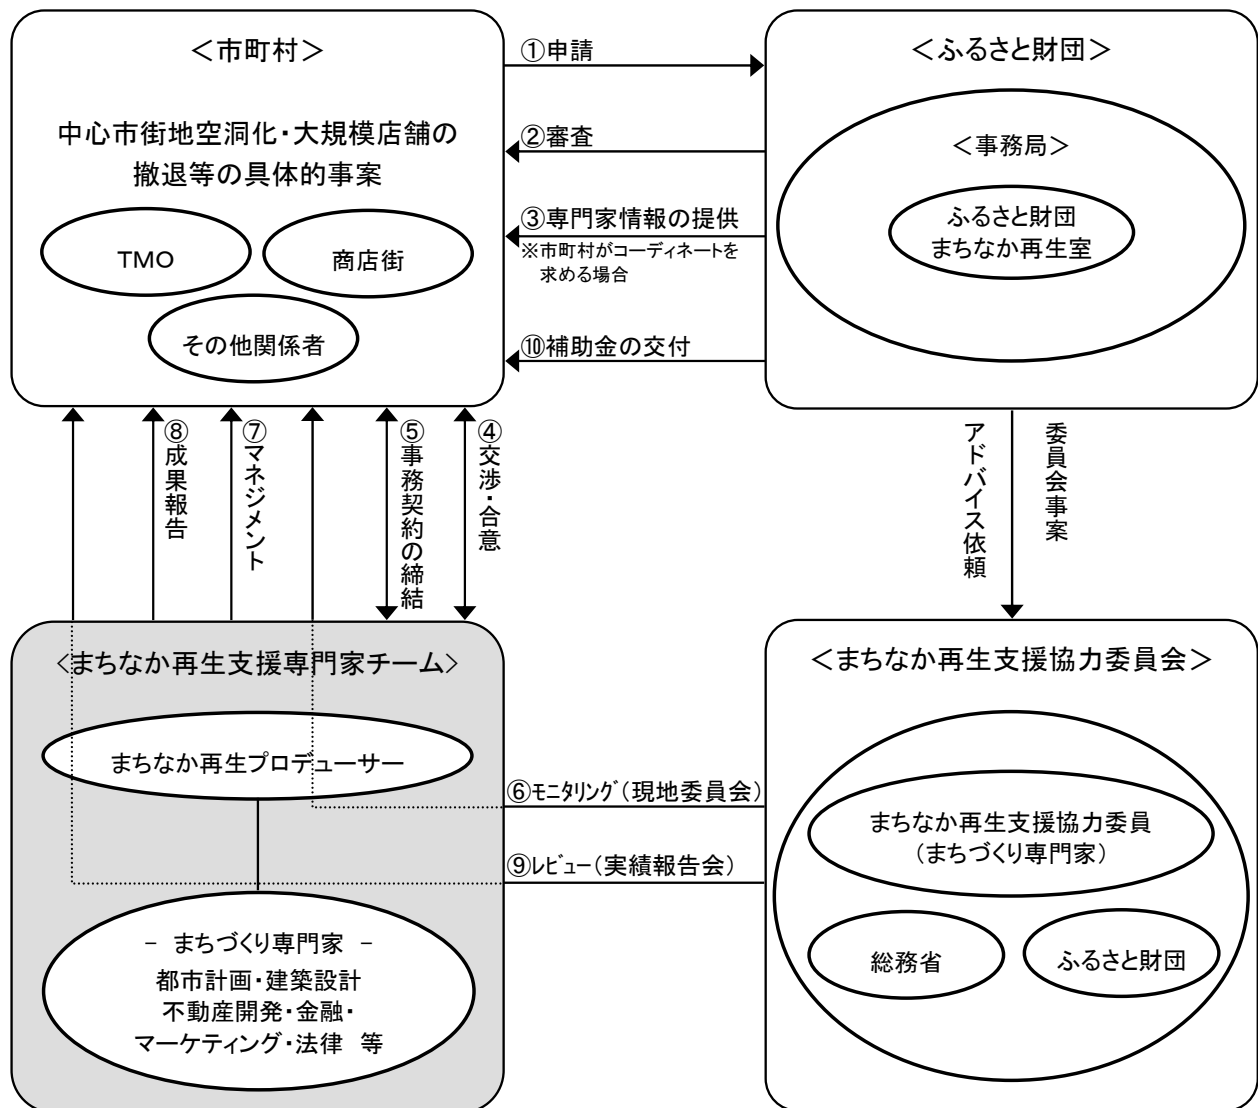 ＜市町村＞
中心市街地空洞化・大規模店舗の
撤退等の具体的事案
TMO
商店街
その他関係者
①申請
②審査
③専門家情報の提供
※市町村がコーディネートを
求める場合
⑩補助金の交付
＜ふるさと財団＞
＜事務局＞
ふるさと財団
まちなか再生室
⑧成果報告
⑦マネジメント
⑤事務契約の締結
④交渉・合意
委員会事案
アドバイス依頼
＜まちなか再生支援専門家チーム＞
まちなか再生プロデューサー
－ まちづくり専門家 －
都市計画・建築設計
不動産開発・金融・
マーケティング・法律 等
⑥モニタリング(現地委員会)
⑨レビュー(実績報告会)
＜まちなか再生支援協力委員会＞
まちなか再生支援協力委員
(まちづくり専門家)
総務省
ふるさと財団